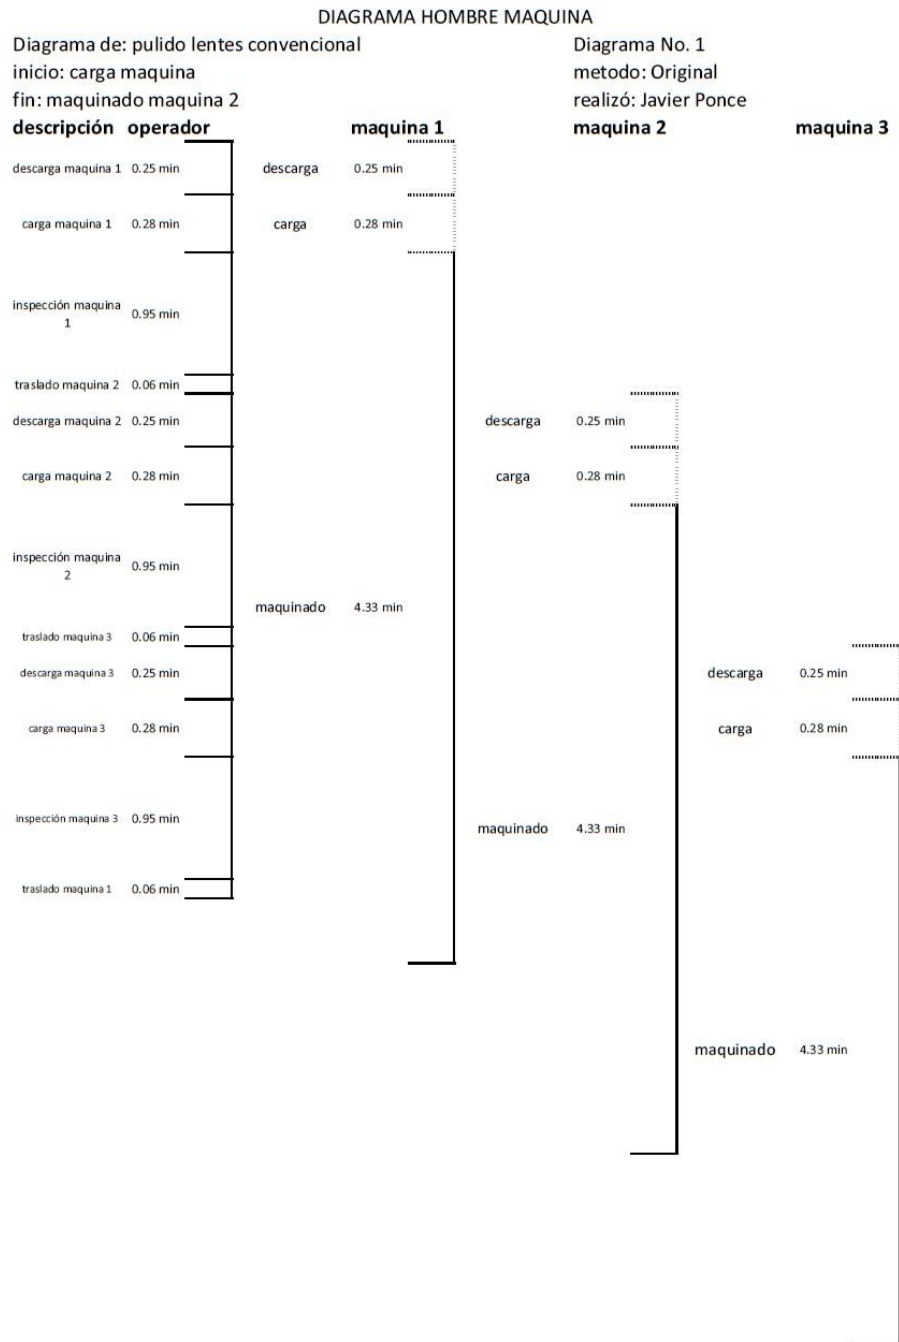 DIAGRAMA HOMBRE MAQUINA
Diagrama de: pulido lentes convencional Diagrama No. 1
inicio: carga maquina metodo: Original
fin: maquinado maquina 2 realizó: Javier Ponce
descripción operador maquina 1 maquina 2 maquina 3
descarga maquina 1 0.25 min descarga 0.25 min
carga maquina 1 0.28 min carga 0.28 min
inspección maquina
1
0.95 min
traslado maquina 2 0.06 min
descarga maquina 2 0.25 min descarga 0.25 min
carga maquina 2 0.28 min carga 0.28 min
inspección maquina
2
0.95 min
maquinado 4.33 min
traslado maquina 3 0.06 min
descarga maquina 3 0.25 min descarga 0.25 min
carga maquina 3 0.28 min carga 0.28 min
inspección maquina 3 0.95 min
maquinado 4.33 min
traslado maquina 1 0.06 min
maquinado 4.33 min